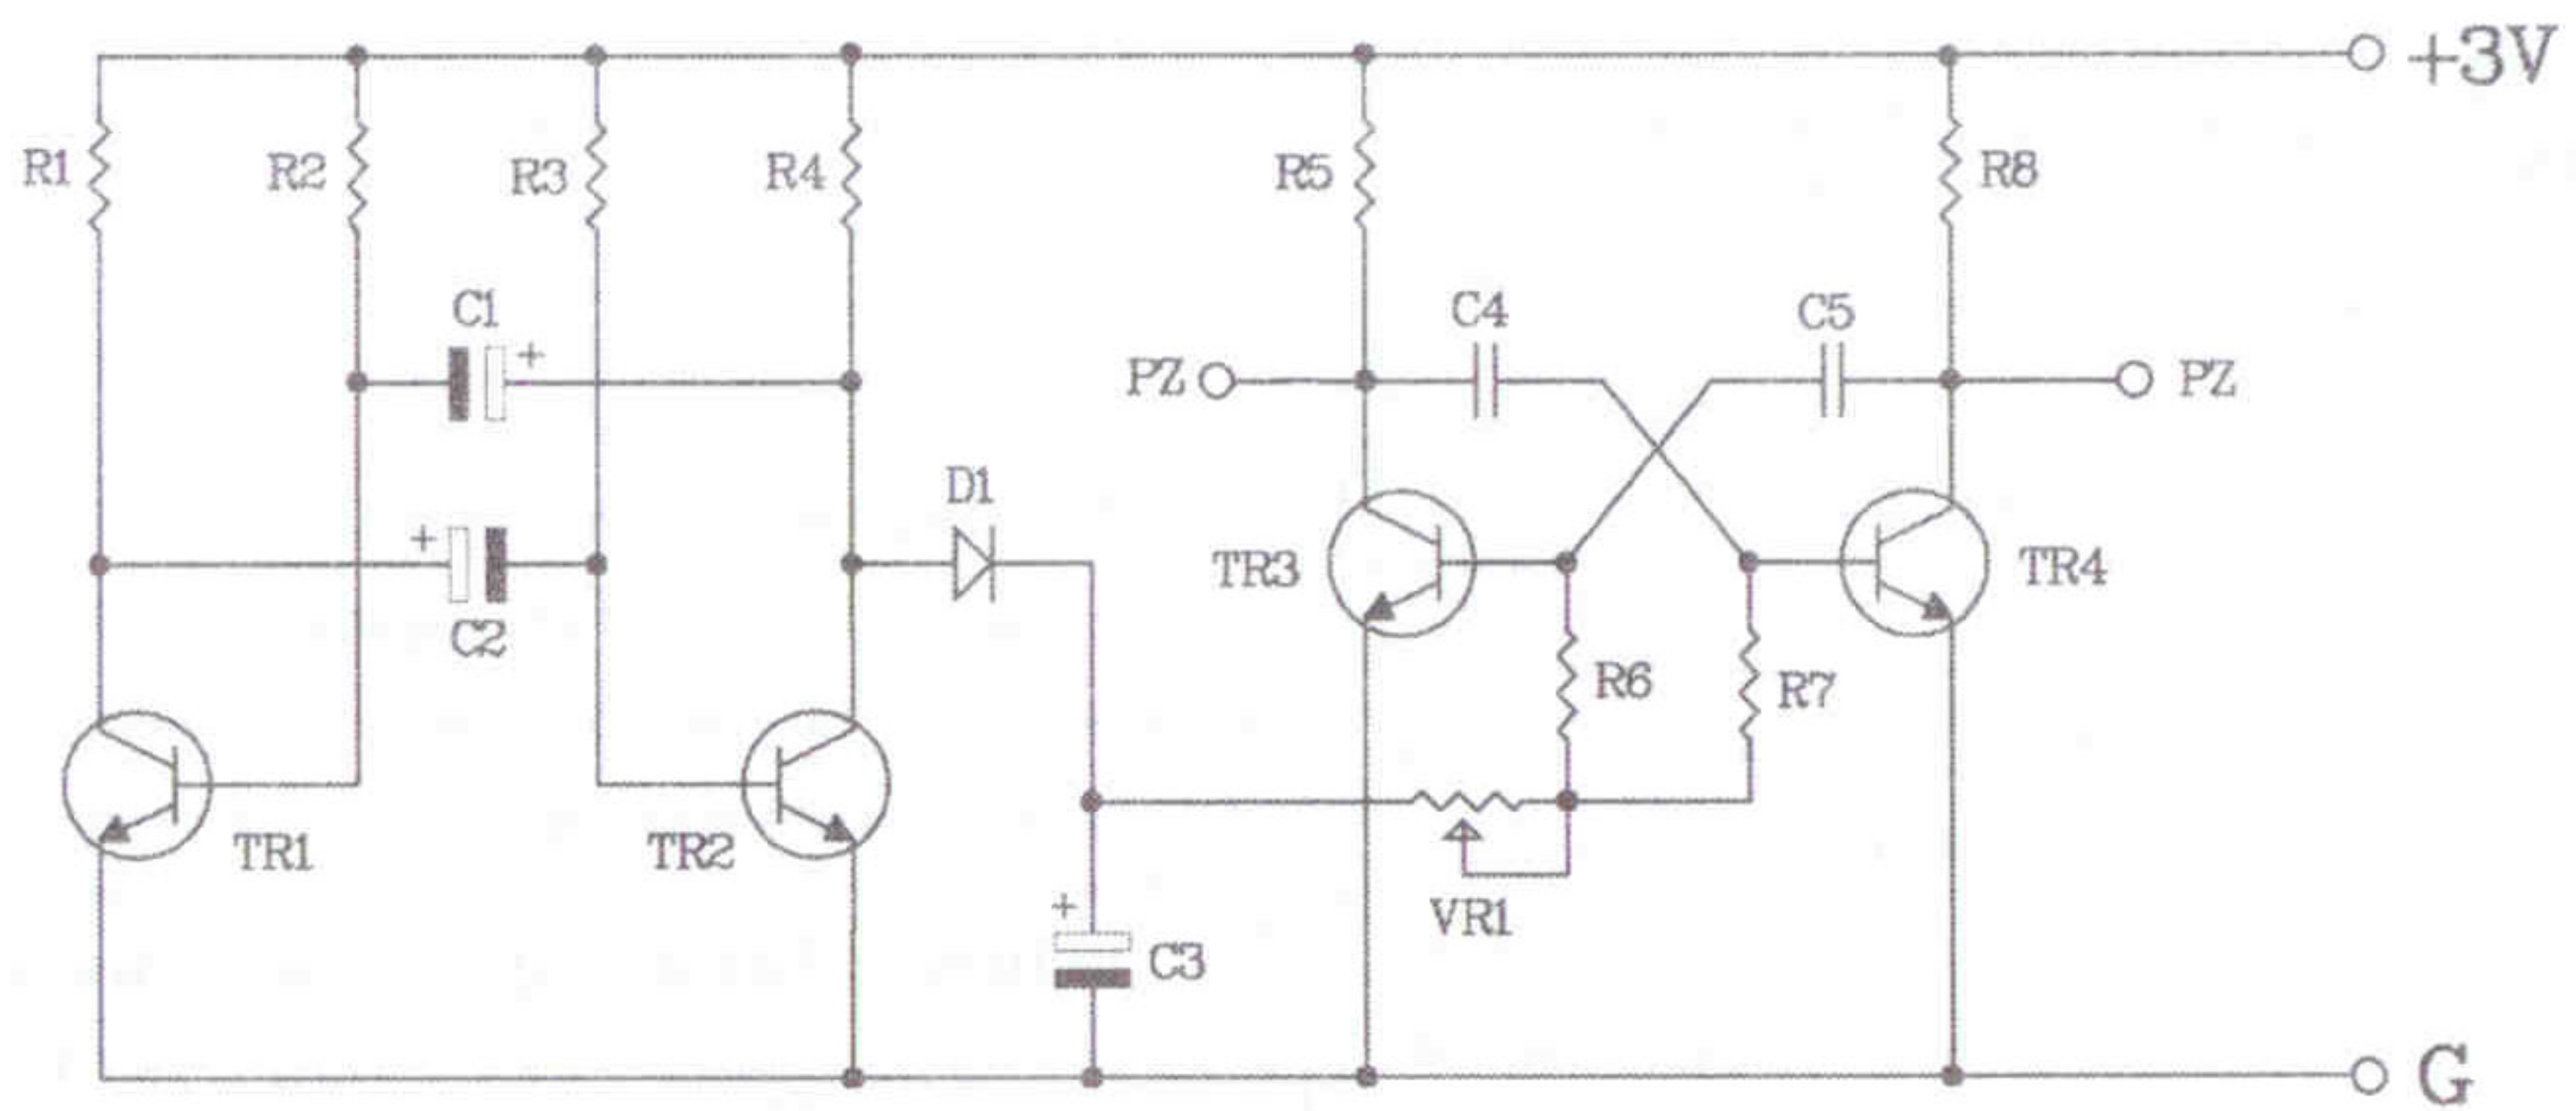 +3V
R1
R2
R3
R4
R5
R8
C1
+
C4
C5
PZ
PZ
D1
+
C2
TR3
TR4
R6
R7
TR1
TR2
+
VR1
C3
G